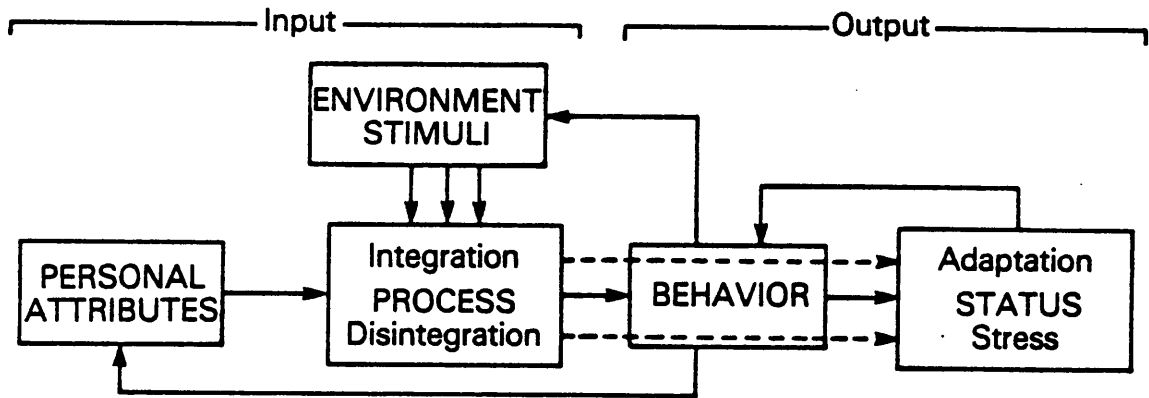 Input
Output
ENVIRONMENT
STIMULI
PERSONAL
ATTRIBUTES
Integration
PROCESS
Disintegration
BEHAVIOR
Adaptation
STATUS
Stress